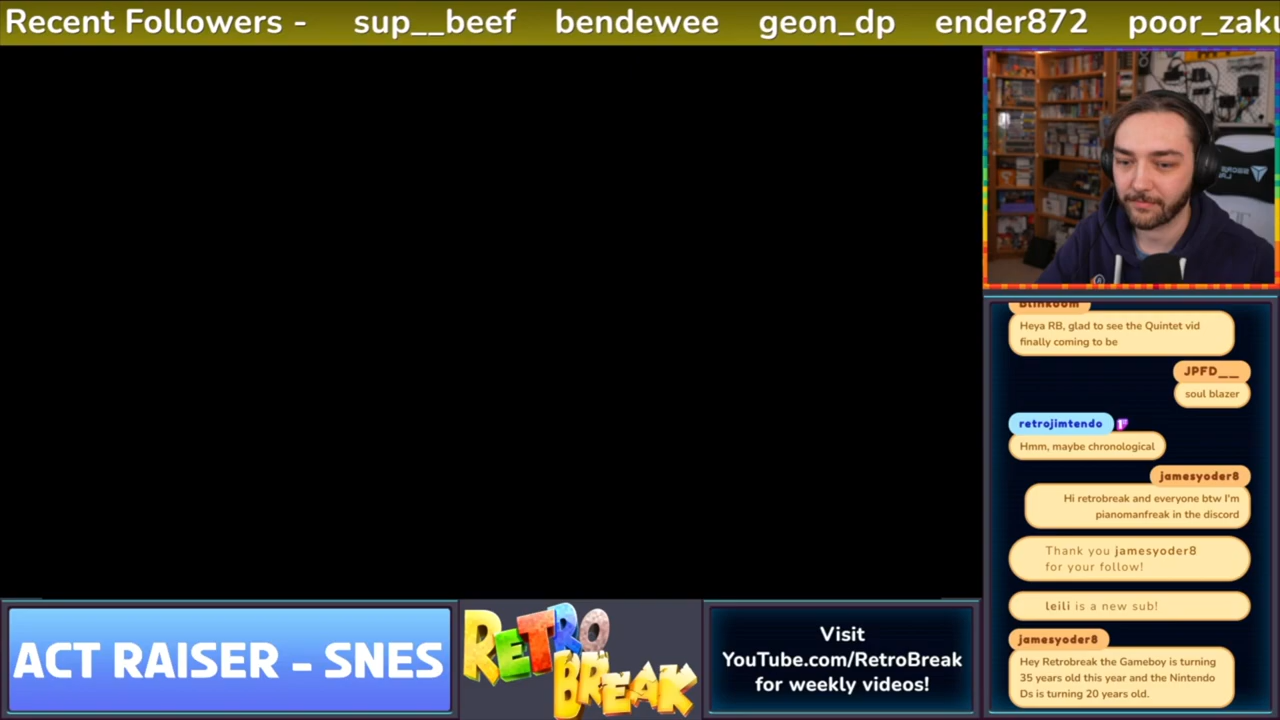 Recent Followers - sup__beef bendewee geon_dp ender872 poor_zaku
blinkoom
Heya RB, glad to see the Quintet vid
finally coming to be
JPFD__
soul blazer
retrojimtendo
Hmm, maybe chronological
jamesyoder8
Hi retrobreak and everyone btw I'm
pianomanfreak in the discord
Thank you jamesyoder8
for your follow!
leili is a new sub!
jamesyoder8
Hey Retrobreak the Gameboy is turning
35 years old this year and the Nintendo
Ds is turning 20 years old.
ACT RAISER - SNES
RETRO
BREAK
Visit
YouTube.com/RetroBreak
for weekly videos!